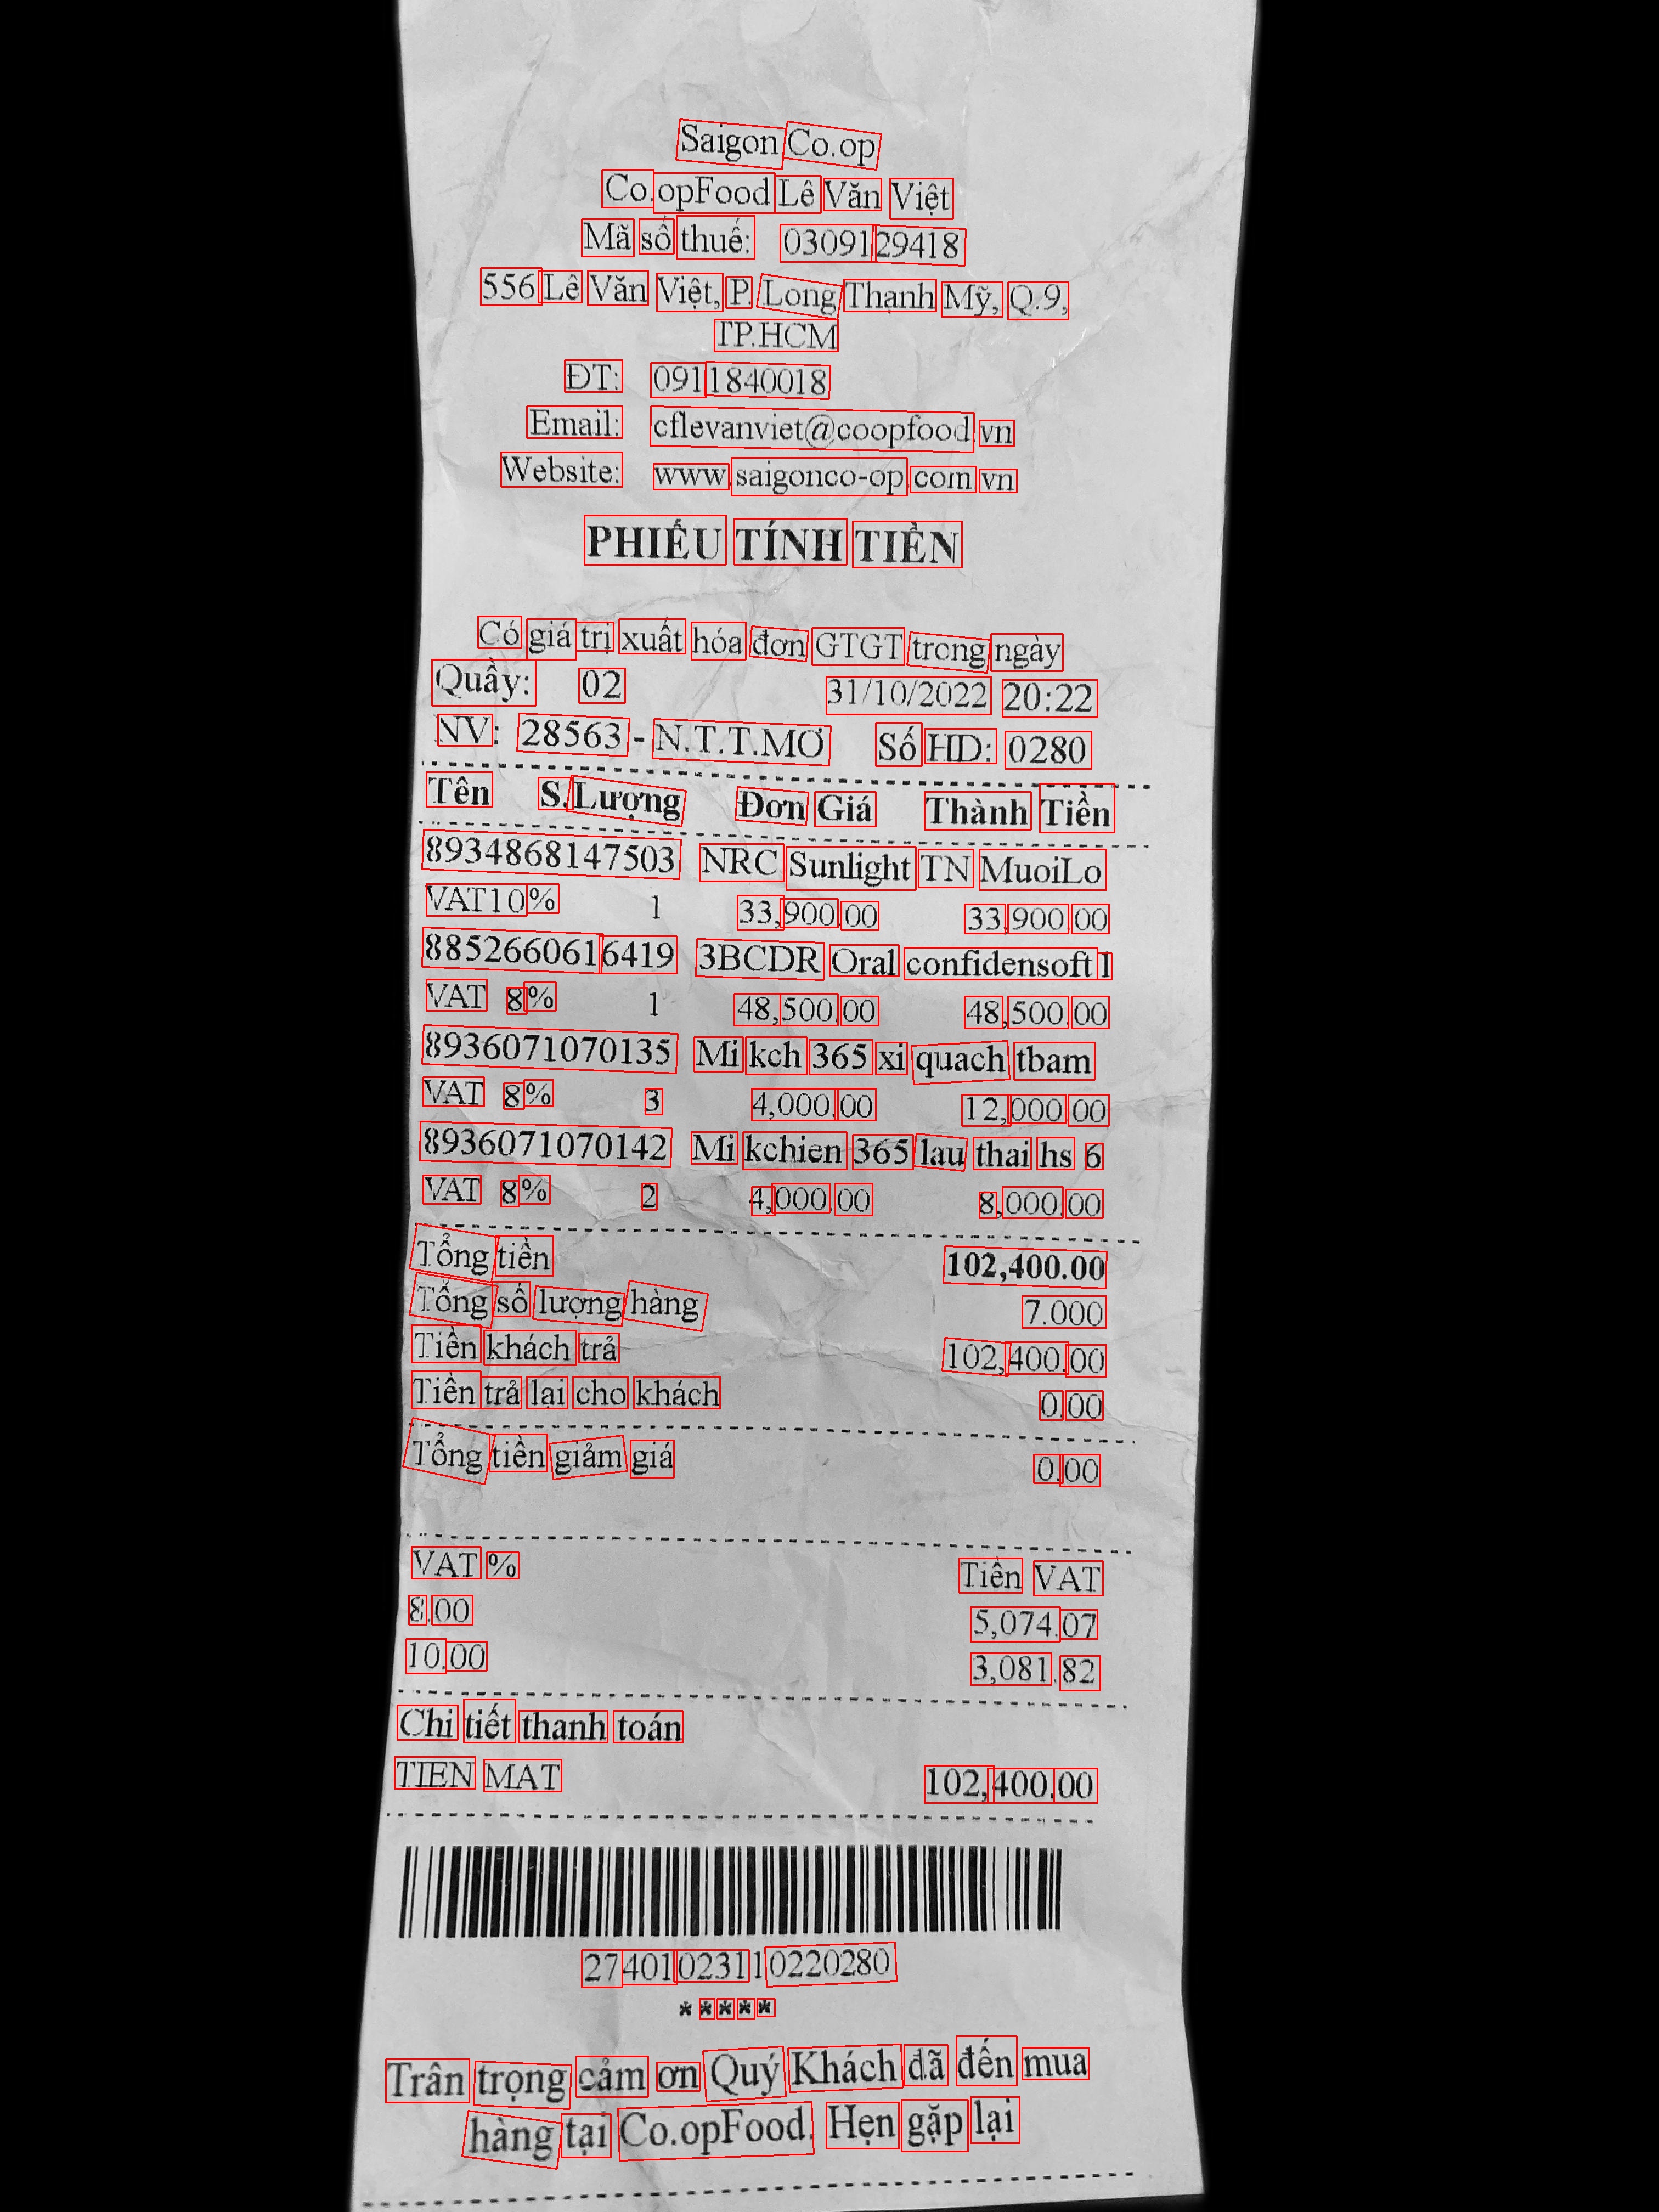 Saigon Co.op
Co.opFood Lê Văn Việt
Mã số thuế: 0309129418
556 Lê Văn Việt, P. Long Thạnh Mỹ, Q.9,
TP.HCM
ĐT: 0911840018
Email: cflevanviet@coopfood.vn
Website: www.saigonco-op.com.vn
PHIẾU TÍNH TIỀN
Có giá trị xuất hóa đơn GTGT trong ngày
Quầy: 02 31/10/2022 20:22
NV: 28563 - N.T.T.MƠ Số HD: 0280
Tên S.Lượng Đơn Giá Thành Tiền
8934868147503 NRC Sunlight TN MuoiLo
VAT10% 1 33,900.00 33,900.00
8852660616419 3BCDR Oral confidensoft 1
VAT 8% 1 48,500.00 48,500.00
8936071070135 Mi kch 365 xi quach tbam
VAT 8% 3 4,000.00 12,000.00
8936071070142 Mi kchien 365 lau thai hs 6
VAT 8% 2 4,000.00 8,000.00
Tổng tiền 102,400.00
Tổng số lượng hàng 7.000
Tiền khách trả 102,400.00
Tiền trả lại cho khách 0.00
Tổng tiền giảm giá 0.00
VAT % Tiền VAT
8.00 5,074.07
10.00 3,081.82
Chi tiết thanh toán
TIEN MAT 102,400.00
27401023110220280
*****
Trân trọng cảm ơn Quý Khách đã đến mua
hàng tại Co.opFood. Hẹn gặp lại